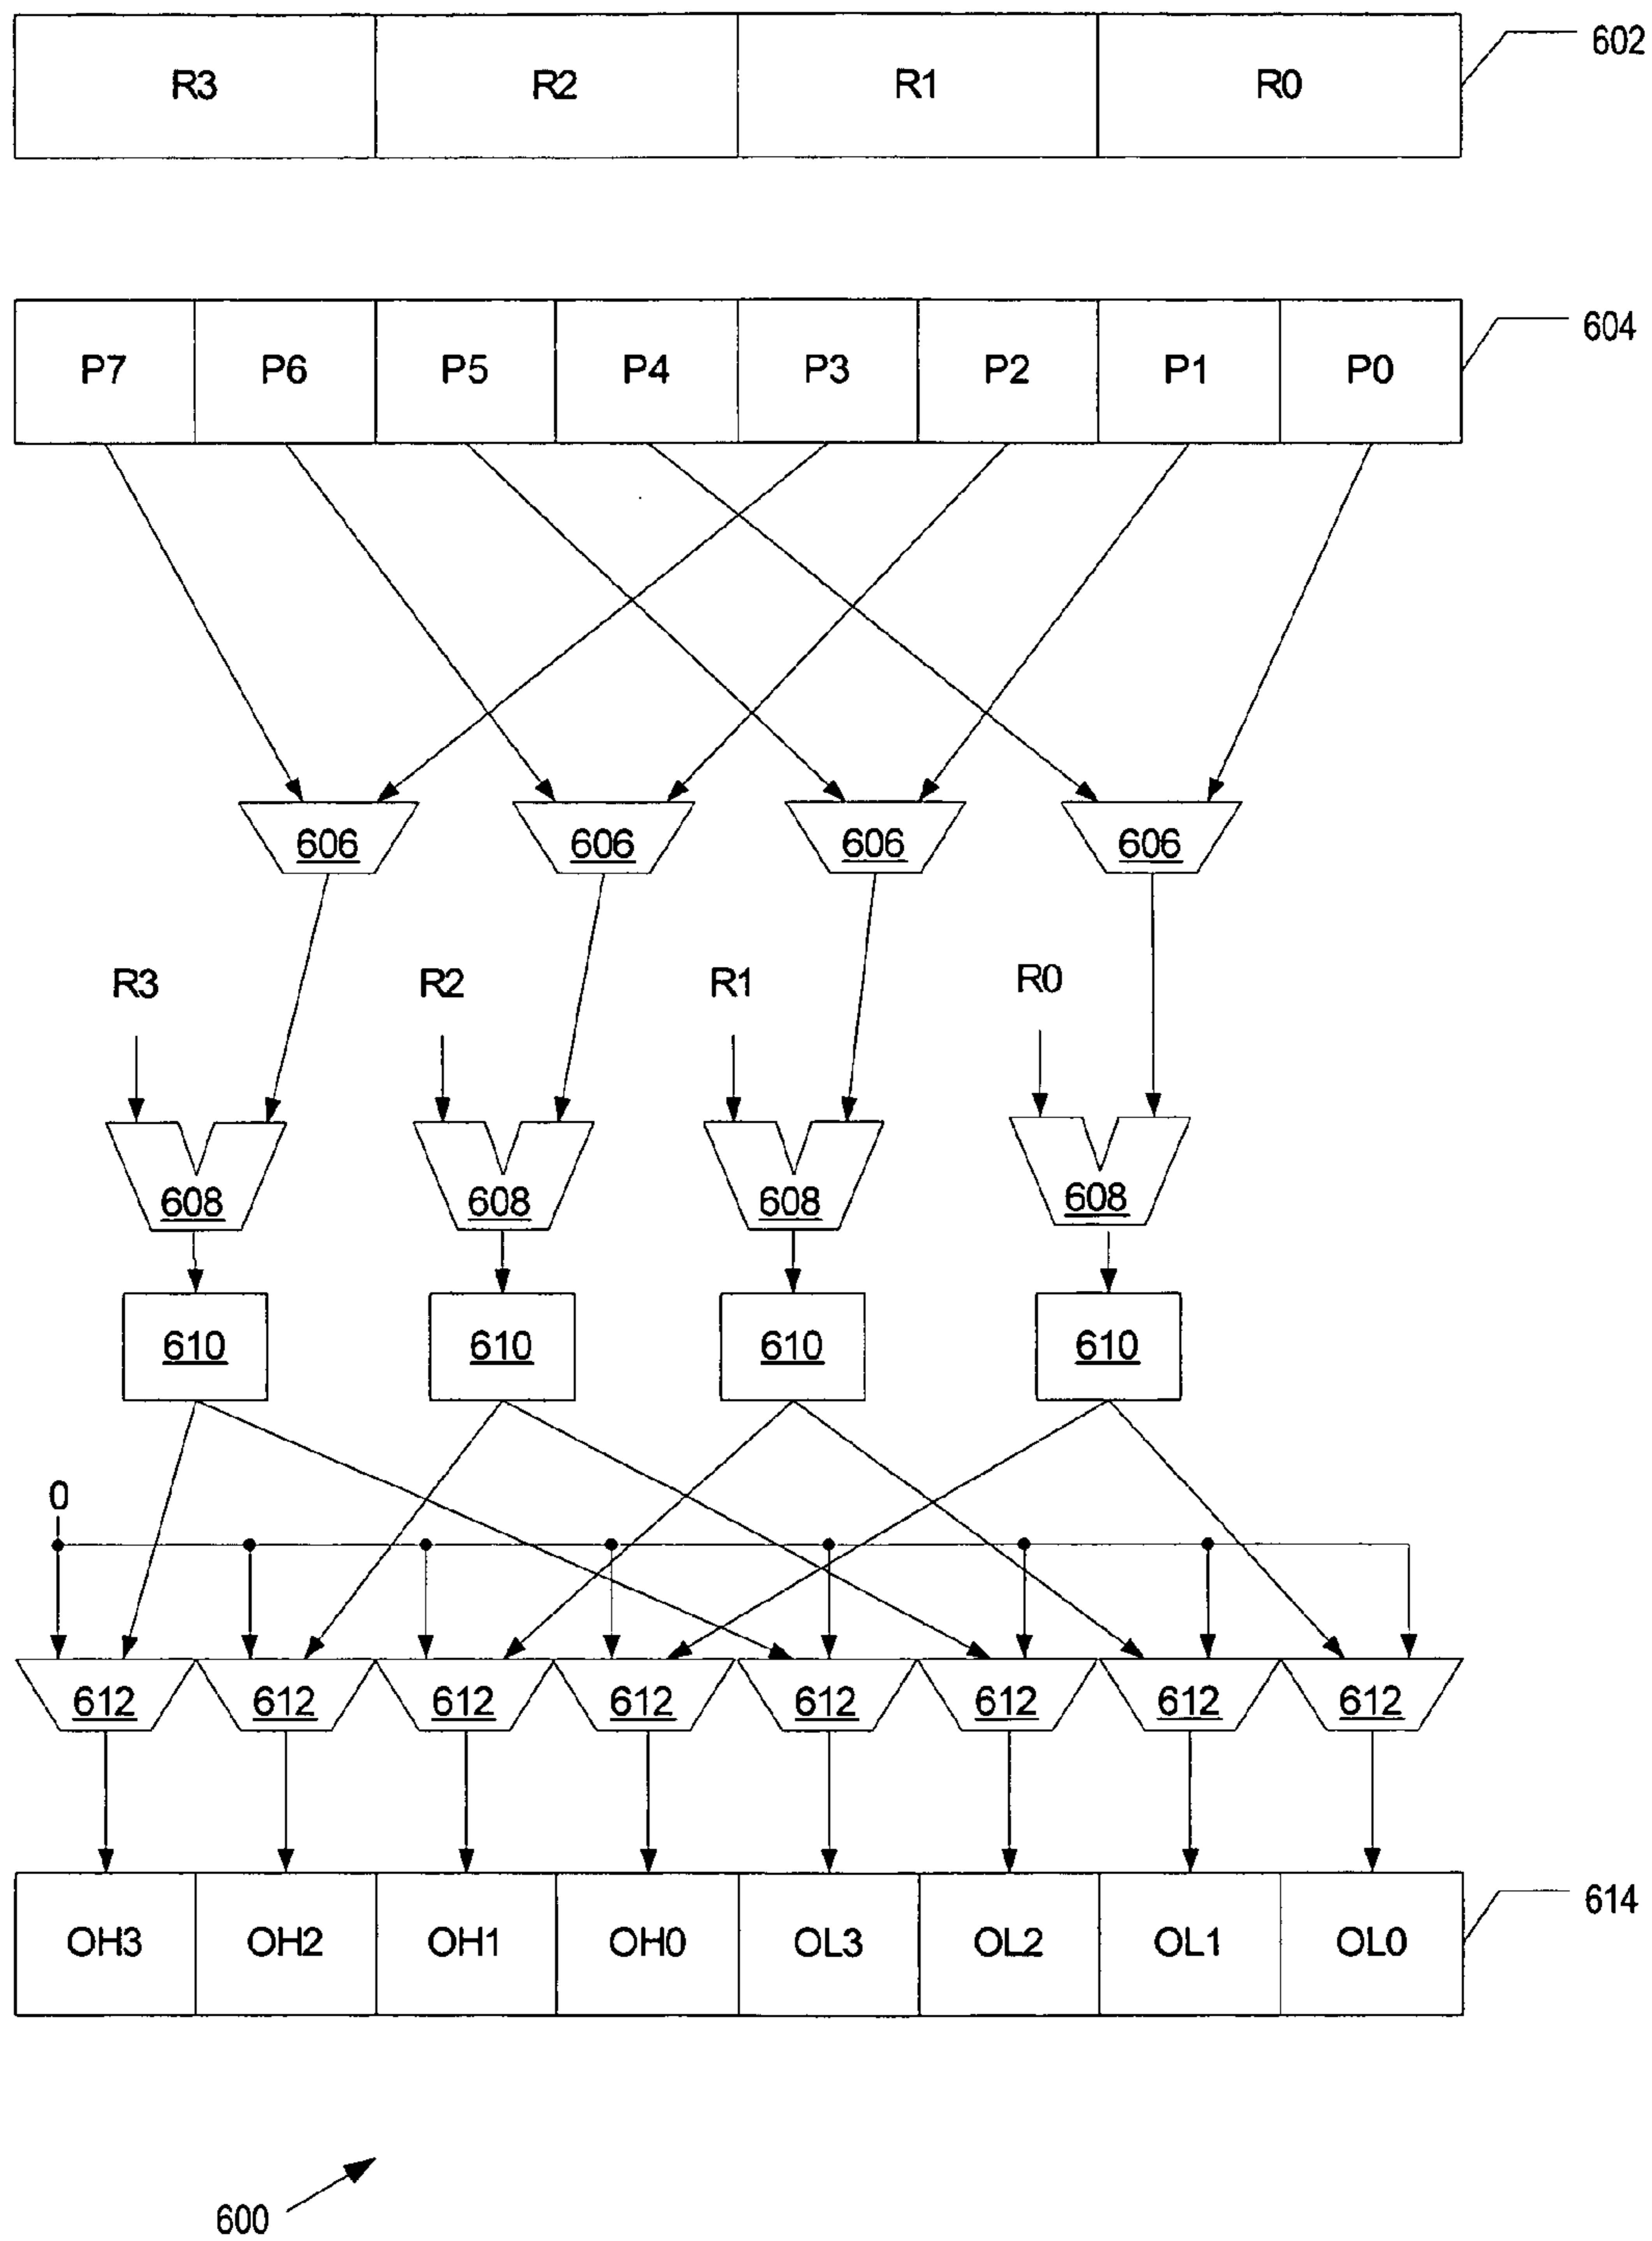 R3 R2 R1 R0 602
P7 P6 P5 P4 P3 P2 P1 P0 604
606 606 606 606
R3 R2 R1 R0
608 608 608 608
610 610 610 610
0
612 612 612 612 612 612 612 612
OH3 OH2 OH1 OH0 OL3 OL2 OL1 OL0 614
600